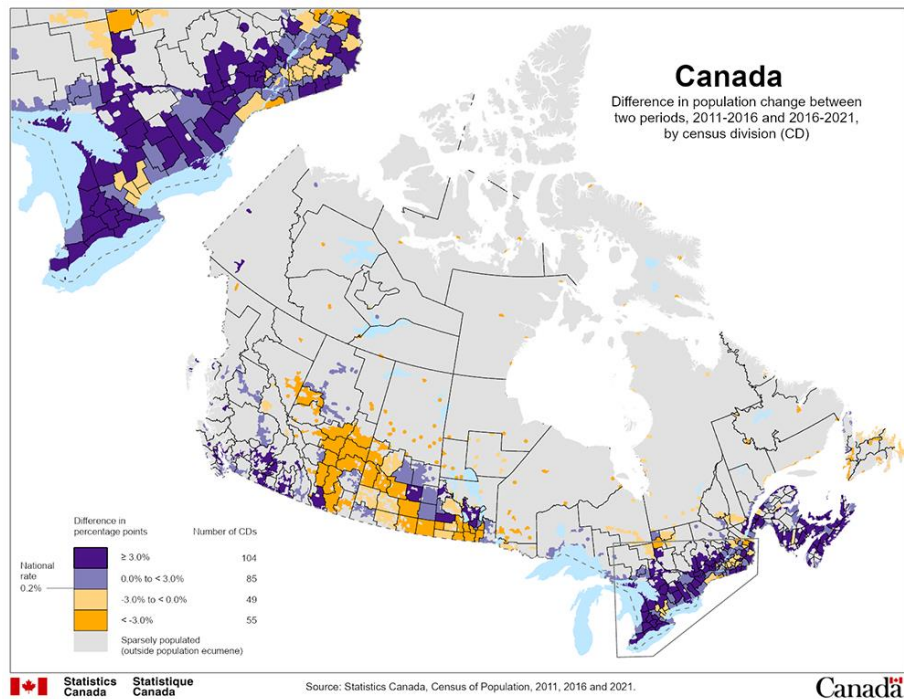 Canada
Difference in population change between
two periods, 2011-2016 and 2016-2021,
by census division (CD)
Difference in
percentage points
Number of CDs
≥ 3.0%
104
National
rate
0.2%
0.0% to < 3.0%
85
-3.0% to < 0.0%
49
< -3.0%
55
Sparsely populated
(outside population ecumene)
Statistics
Canada
Statistique
Canada
Source: Statistics Canada, Census of Population, 2011, 2016 and 2021.
Canada